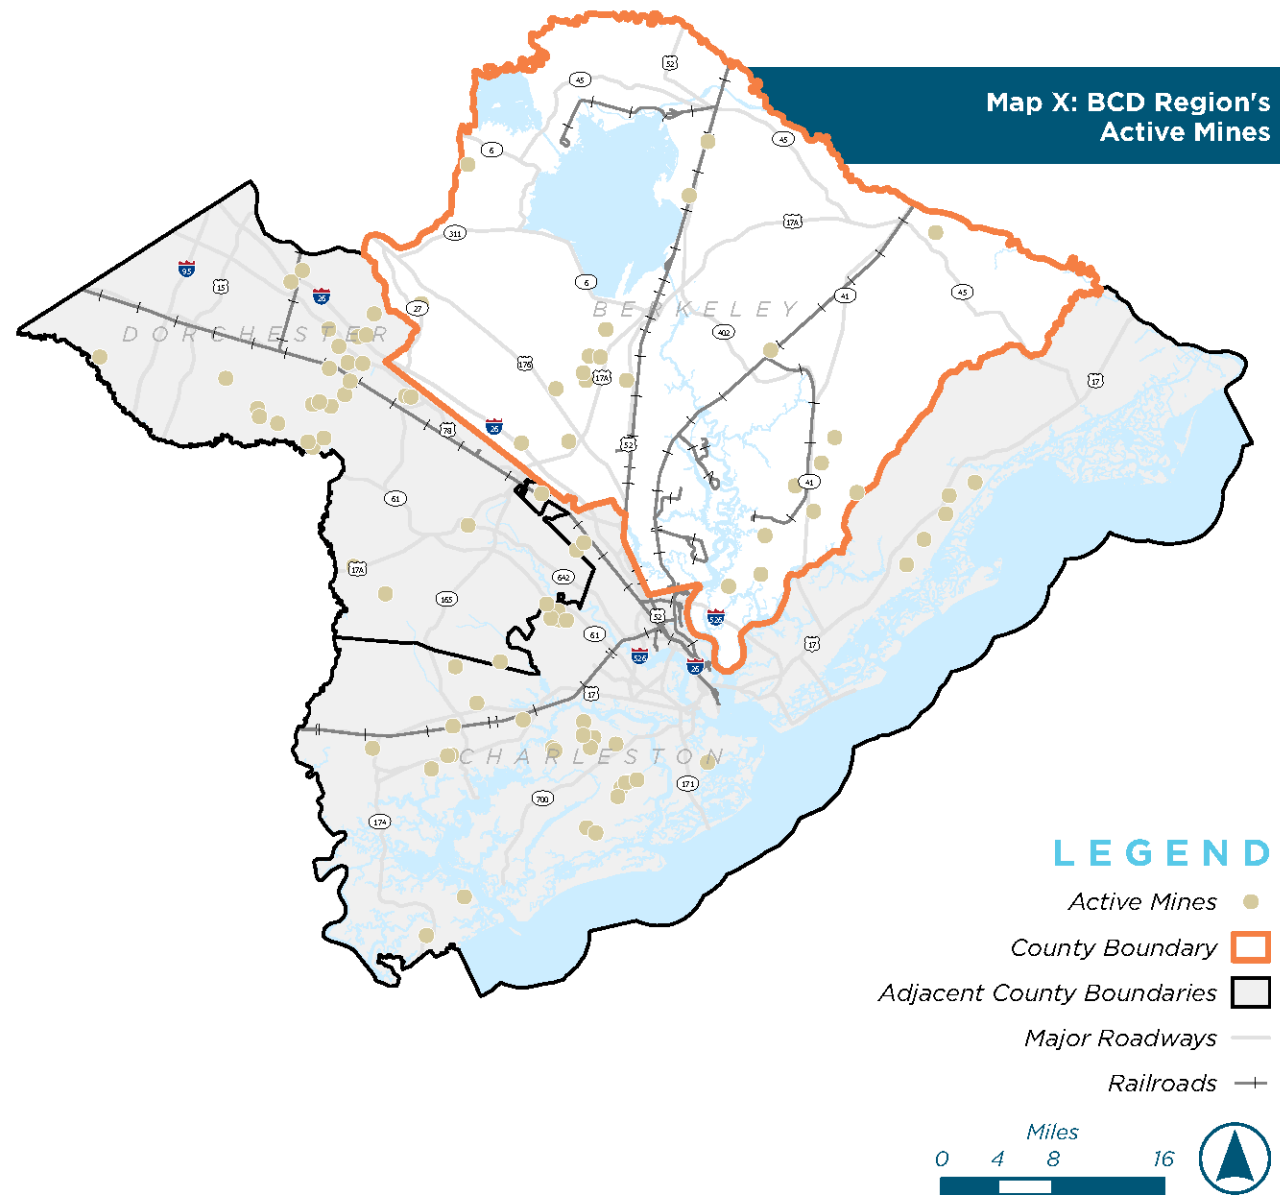 Map X: BCD Region's
Active Mines
52
45
45
6
17A
311
95
15
26
6
41
45
27
BERKELEY
DORCHESTER
402
176
17A
17
26
78
52
41
61
17A
642
165
526
52
61
17
526
26
17
CHARLESTON
171
700
174
LEGEND
Active Mines
County Boundary
Adjacent County Boundaries
Major Roadways
Railroads
Miles
0 4 8 16